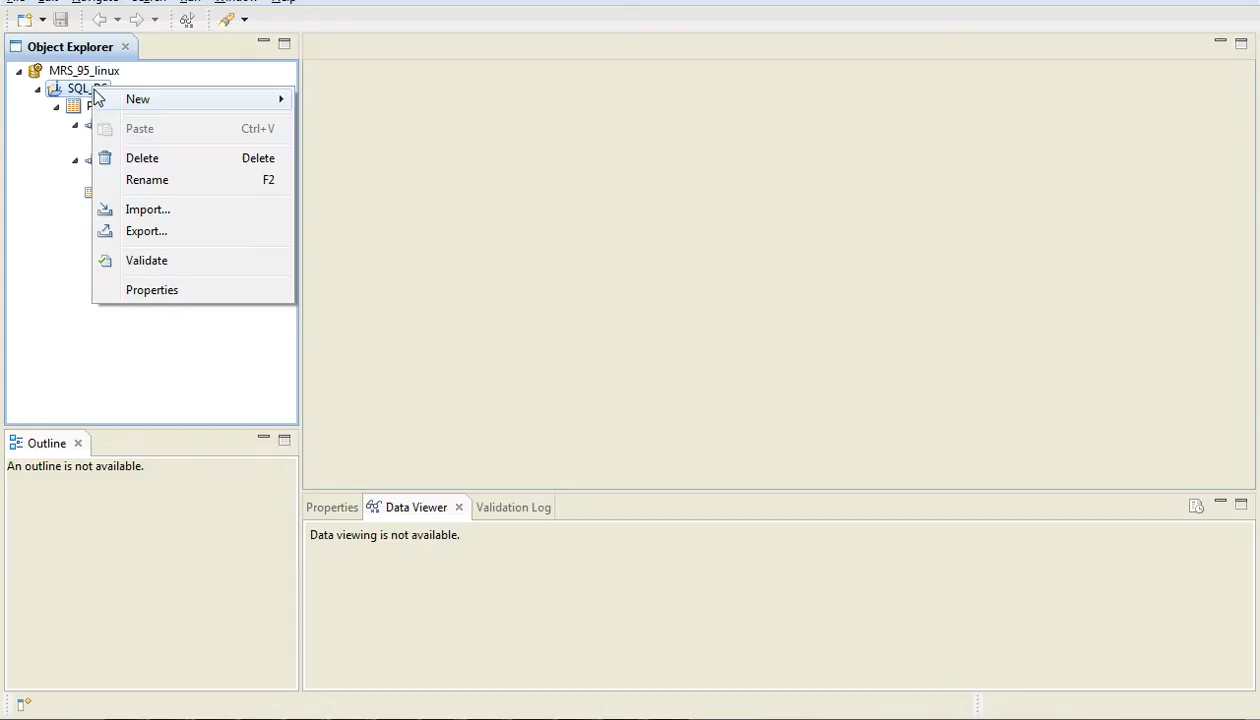 Object Explorer
MRS_95_linux
New
Paste Ctrl+V
Delete Delete
Rename F2
Import...
Export...
Validate
Properties
Outline
An outline is not available.
Properties Data Viewer Validation Log
Data viewing is not available.